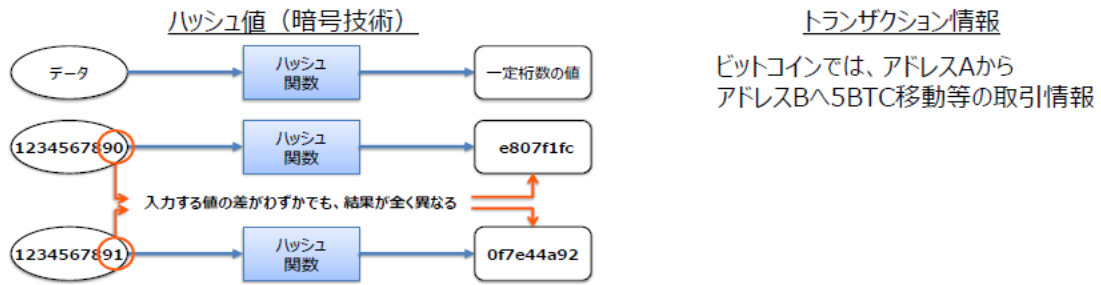 ハッシュ値（暗号技術）
データ
ハッシュ
関数
一定桁数の値
1234567890
ハッシュ
関数
e807f1fc
入力する値の差がわずかでも、結果が全く異なる
1234567891
ハッシュ
関数
0f7e44a92
トランザクション情報
ビットコインでは、アドレスAから
アドレスBへ5BTC移動等の取引情報